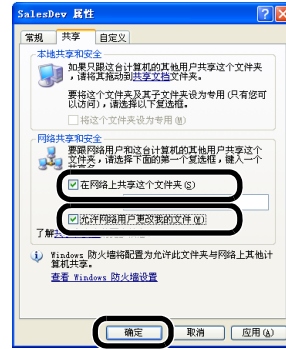 SalesDev 属性
常规 共享 自定义
本地共享和安全
如果只跟这台计算机的其他用户共享这个文件夹
，请将其拖动到共享文档文件夹。
要将这个文件夹及其子文件夹设为专用(只有您可
以访问)，请选择以下复选框。
将这个文件夹设为专用(M)
网络共享和安全
要跟网络用户和这台计算机的其他用户共享这个
文件夹，请选择下面的第一个复选框，键入一个
在网络上共享这个文件夹(S)
允许网络用户更改我的文件(W)
了解
Windows 防火墙将配置为允许此文件夹与网络上其他计
算机共享。
查看 Windows 防火墙设置
确定 取消 应用(A)